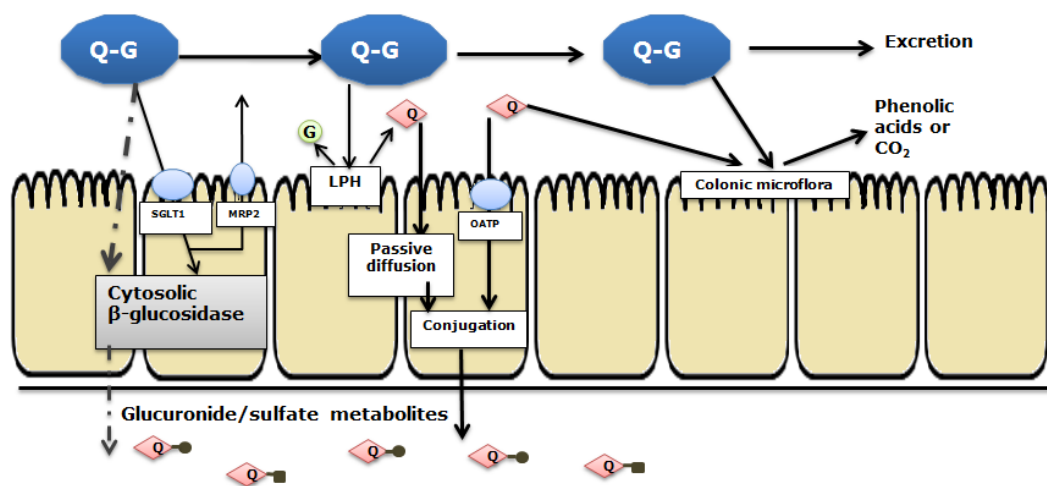 Q-G
Q-G
Q-G
Excretion
Phenolic
acids or
CO₂
Q
Q
G
LPH
Colonic microflora
SGLT1
MRP2
OATP
Passive
diffusion
Cytosolic
β-glucosidase
Conjugation
Glucuronide/sulfate metabolites
Q
Q
Q
Q
Q